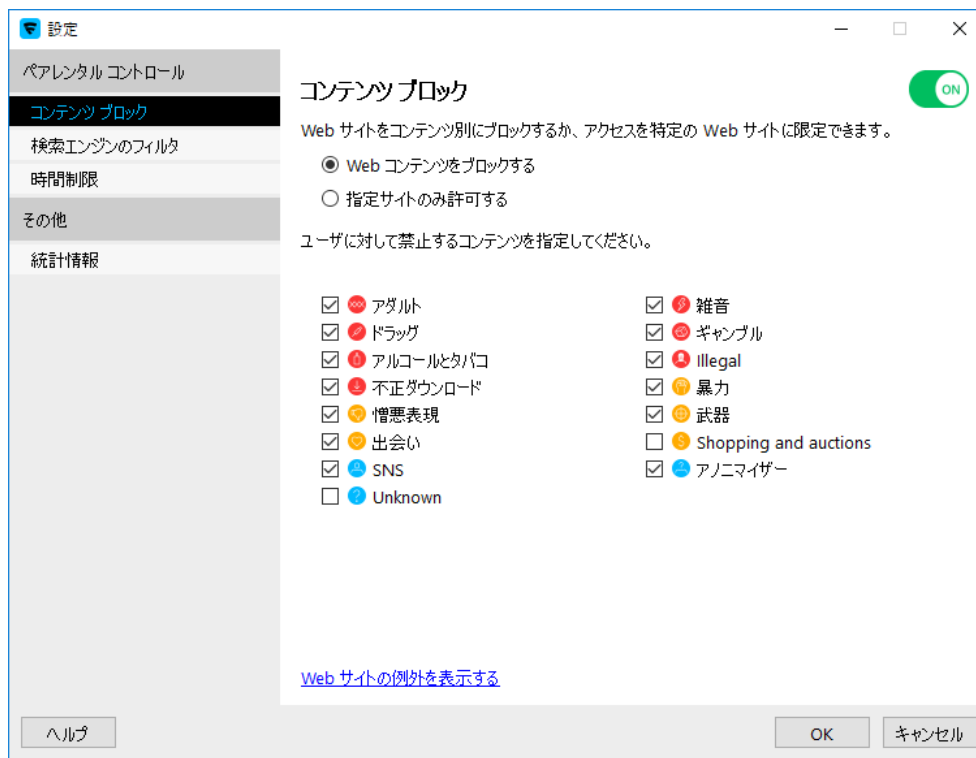 設定
ペアレンタル コントロール
コンテンツ ブロック
検索エンジンのフィルタ
時間制限
その他
統計情報
コンテンツ ブロック
ON
Web サイトをコンテンツ別にブロックするか、アクセスを特定の Web サイトに限定できます。
Web コンテンツをブロックする
指定サイトのみ許可する
ユーザに対して禁止するコンテンツを指定してください。
アダルト
雑音
ドラッグ
ギャンブル
アルコールとタバコ
Illegal
不正ダウンロード
暴力
憎悪表現
武器
出会い
Shopping and auctions
SNS
アノニマイザー
Unknown
Web サイトの例外を表示する
ヘルプ
OK
キャンセル